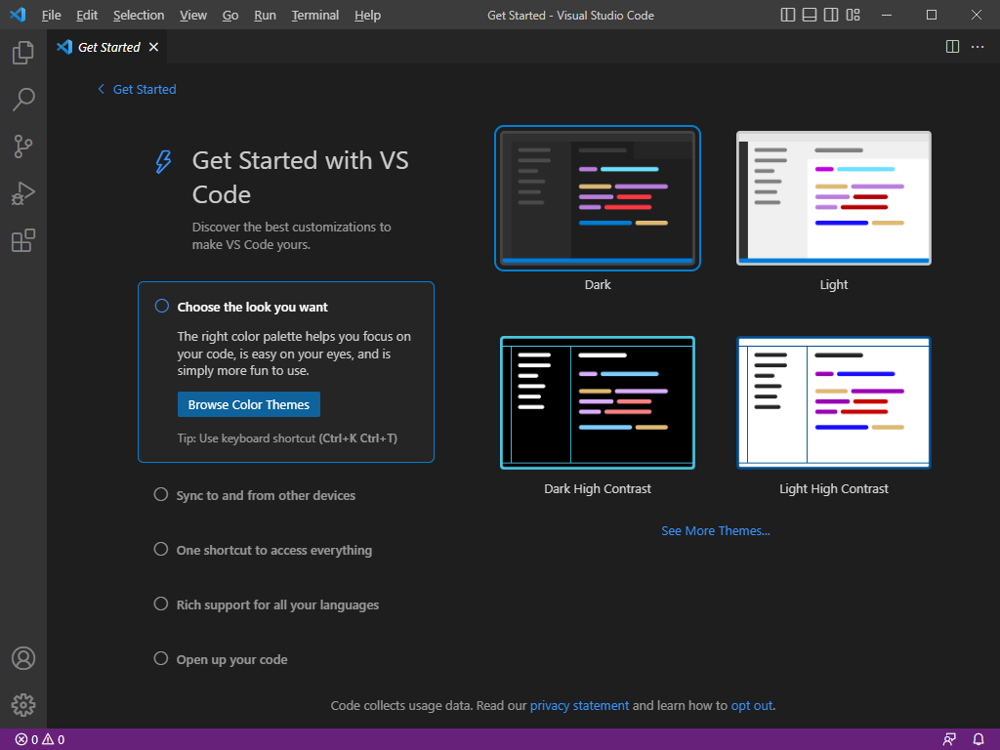 File Edit Selection View Go Run Terminal Help Get Started - Visual Studio Code
Get Started
Get Started
Get Started with VS
Code
Discover the best customizations to
make VS Code yours.
Choose the look you want
The right color palette helps you focus on
your code, is easy on your eyes, and is
simply more fun to use.
Browse Color Themes
Tip: Use keyboard shortcut (Ctrl+K Ctrl+T)
Sync to and from other devices
One shortcut to access everything
Rich support for all your languages
Open up your code
Dark
Light
Dark High Contrast
Light High Contrast
See More Themes...
Code collects usage data. Read our privacy statement and learn how to opt out.
0 0